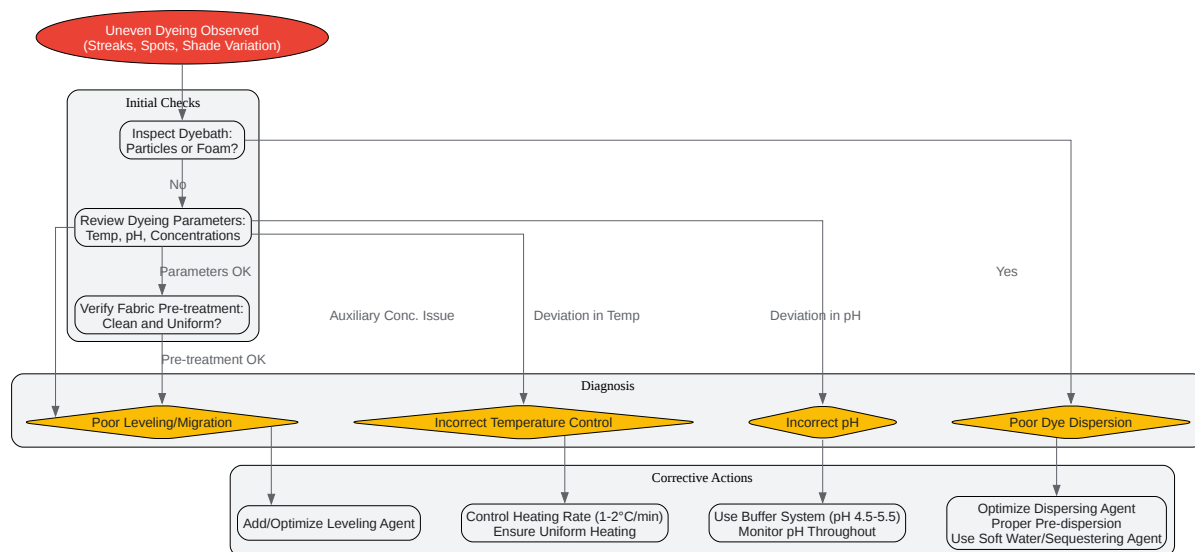 Uneven Dyeing Observed
(Streaks, Spots, Shade Variation)
Initial Checks
Inspect Dyebath:
Particles or Foam?
No
Review Dyeing Parameters:
Temp, pH, Concentrations
Parameters OK
Yes
Verify Fabric Pre-treatment:
Clean and Uniform?
Auxiliary Conc. Issue
Deviation in Temp
Deviation in pH
Pre-treatment OK
Diagnosis
Poor Leveling/Migration
Incorrect Temperature Control
Incorrect pH
Poor Dye Dispersion
Corrective Actions
Add/Optimize Leveling Agent
Control Heating Rate (1-2°C/min)
Ensure Uniform Heating
Use Buffer System (pH 4.5-5.5)
Monitor pH Throughout
Optimize Dispersing Agent
Proper Pre-dispersion
Use Soft Water/Sequestering Agent